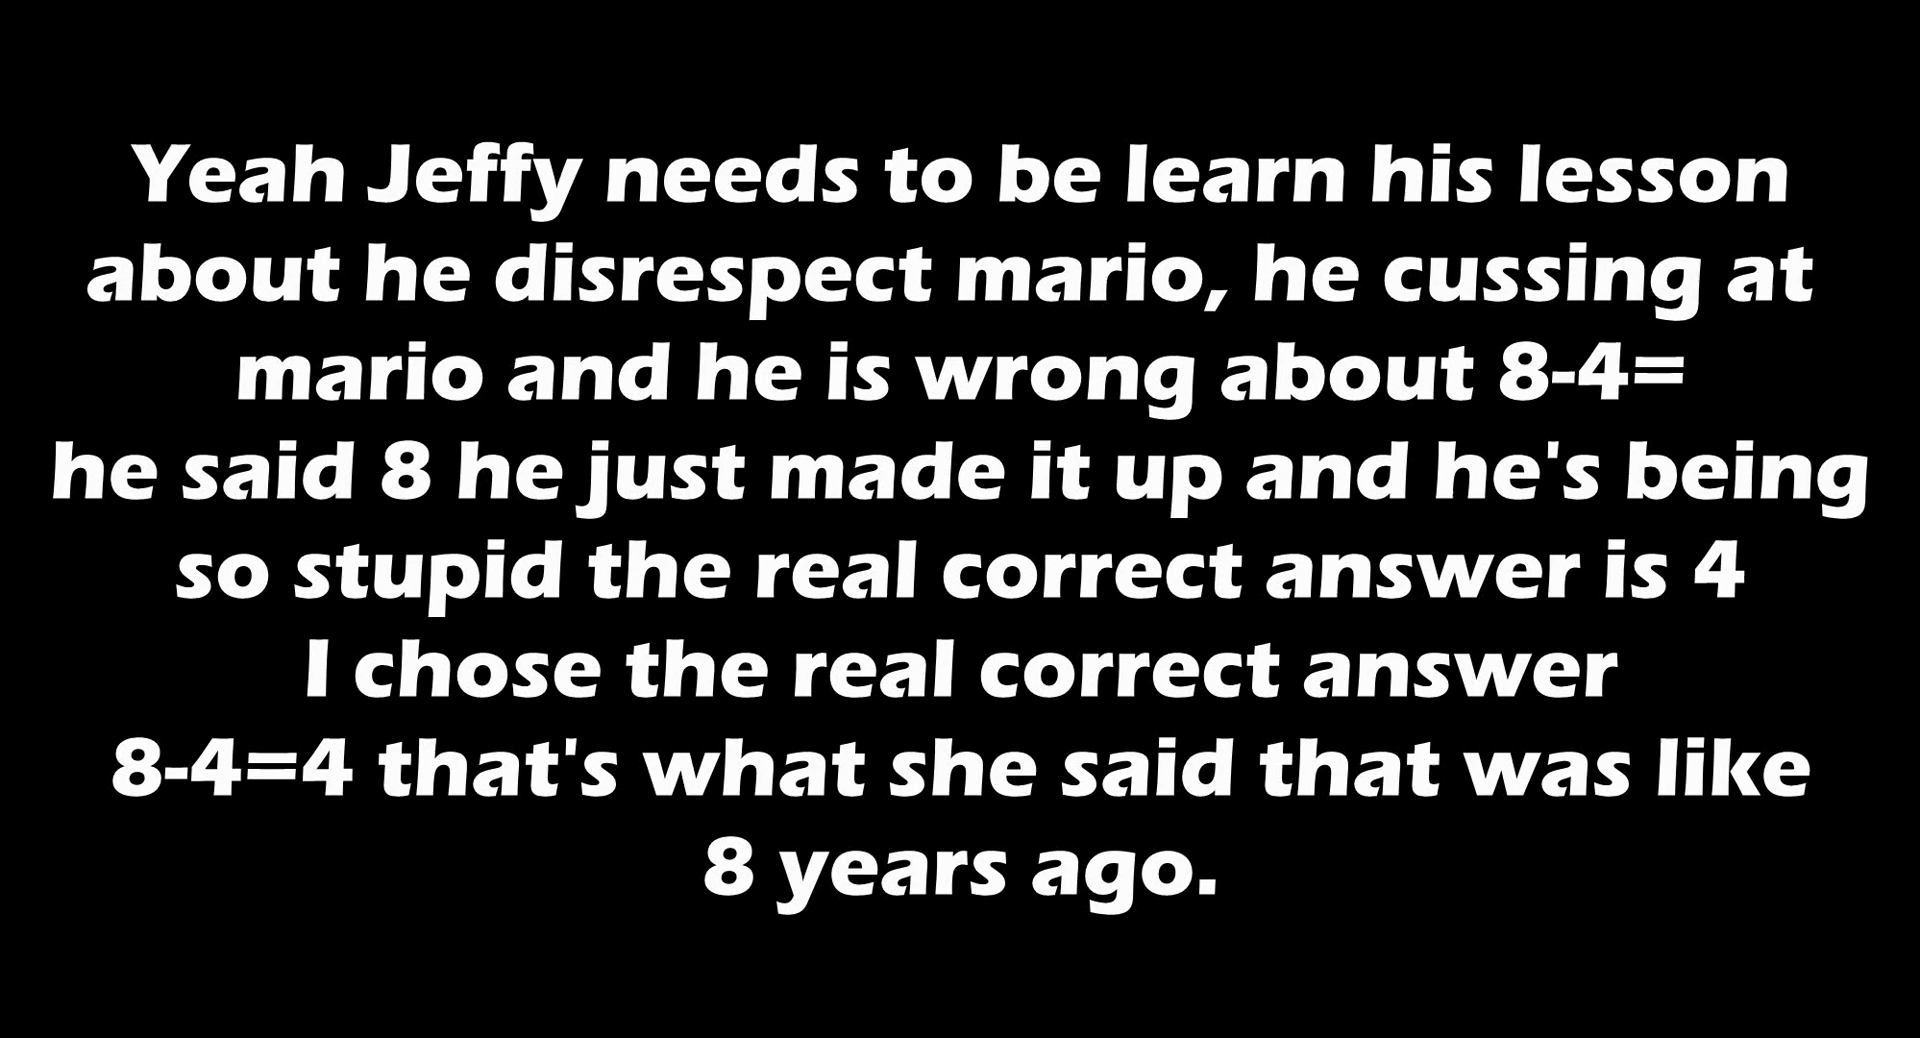 Yeah Jeffy needs to be learn his lesson
about he disrespect mario, he cussing at
mario and he is wrong about 8-4=
he said 8 he just made it up and he's being
so stupid the real correct answer is 4
I chose the real correct answer
8-4=4 that's what she said that was like
8 years ago.